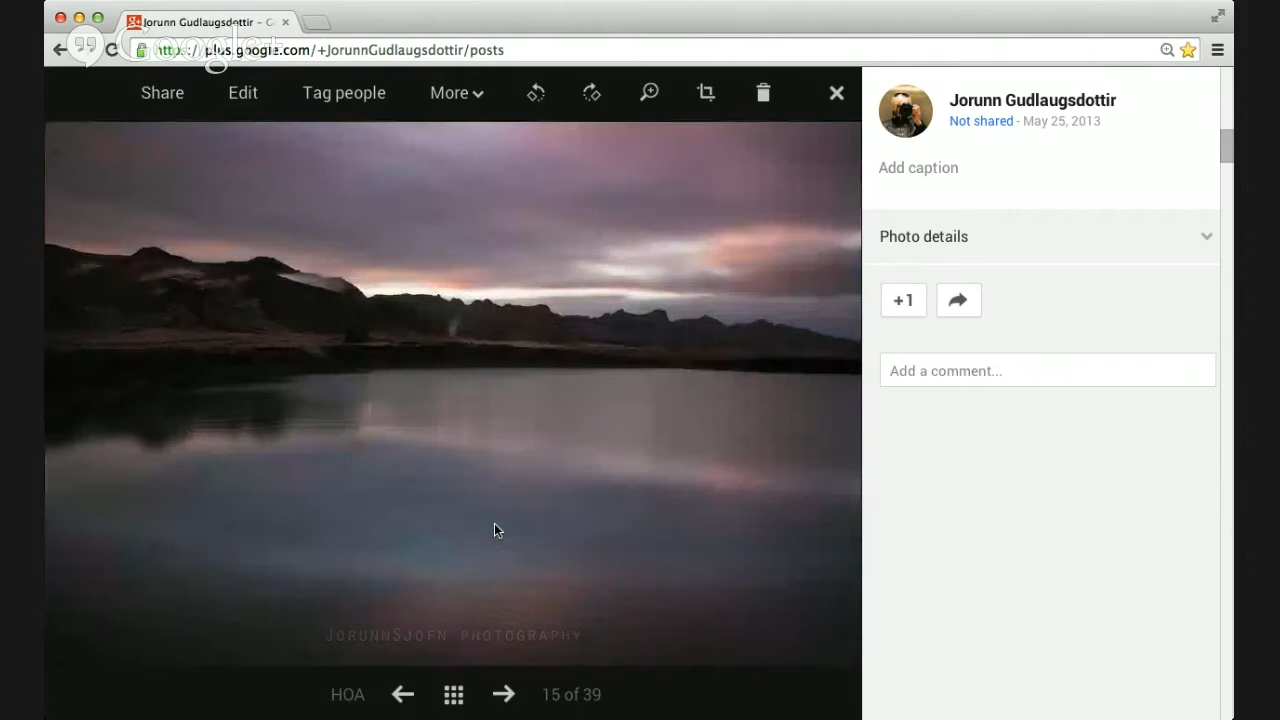 Jorunn Gudlaugsdottir - G
Google+
https://plus.google.com/+JorunnGudlaugsdottir/posts
Share Edit Tag people More
Jorunn Gudlaugsdottir
Not shared - May 25, 2013
Add caption
Photo details
+1
Add a comment...
JORUNNSJOFN PHOTOGRAPHY
HOA 15 of 39